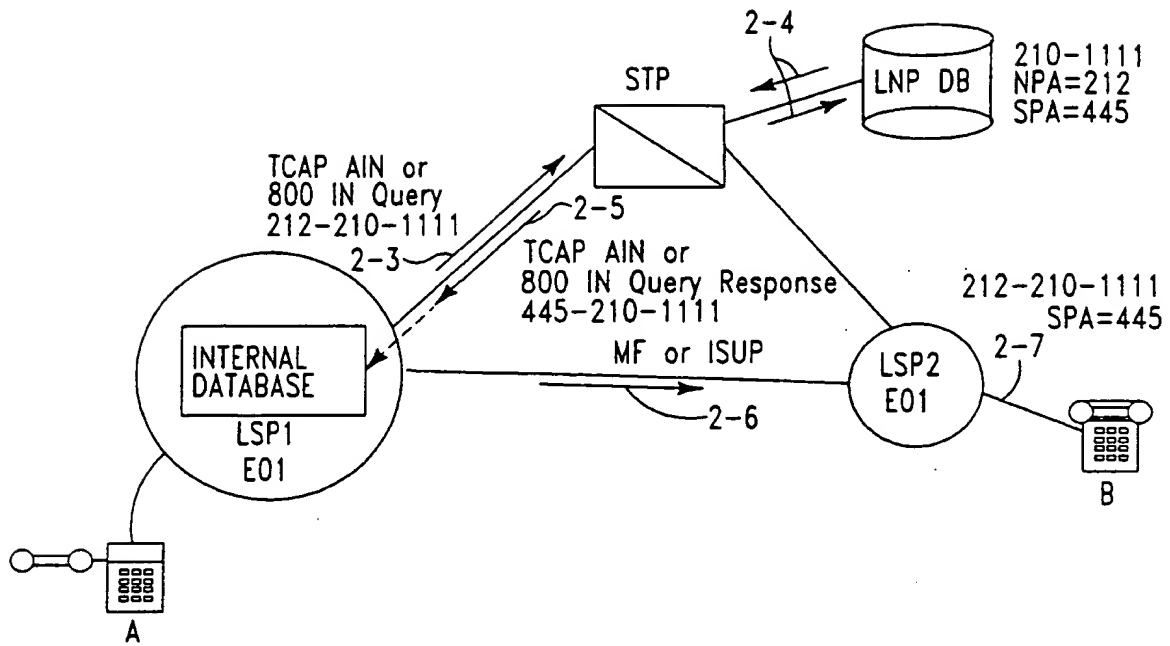 2-4
STP
LNP DB
210-1111
NPA=212
SPA=445
TCAP AIN or
800 IN Query
212-210-1111
2-3
2-5
TCAP AIN or
800 IN Query Response
445-210-1111
212-210-1111
SPA=445
2-7
INTERNAL
DATABASE
LSP1
E01
MF or ISUP
2-6
LSP2
E01
B
A